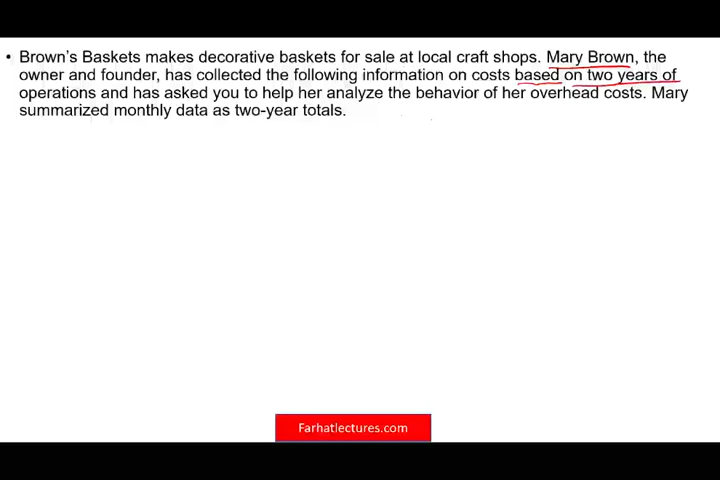 • Brown's Baskets makes decorative baskets for sale at local craft shops. Mary Brown, the
owner and founder, has collected the following information on costs based on two years of
operations and has asked you to help her analyze the behavior of her overhead costs. Mary
summarized monthly data as two-year totals.
Farhatlectures.com